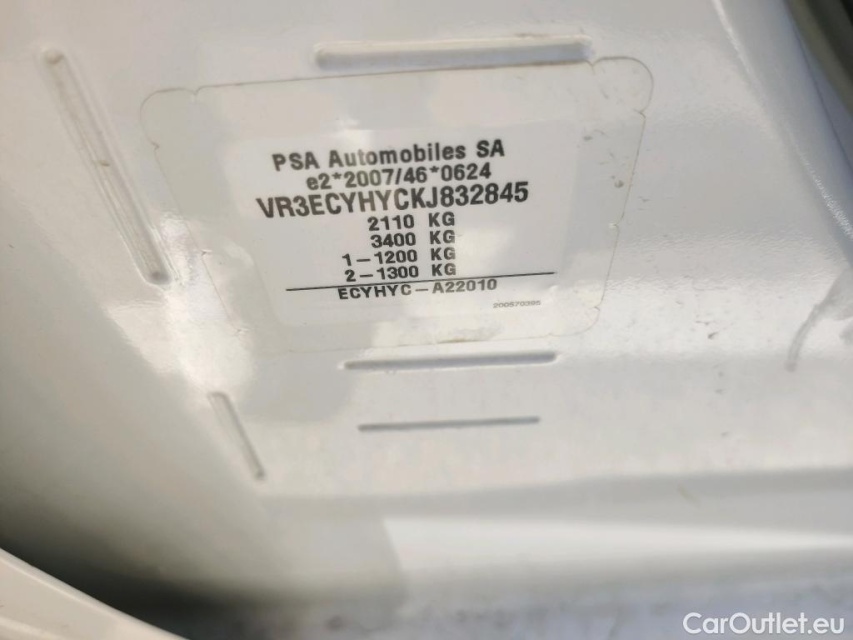 PSA Automobiles SA
e2*2007/46*0624
VR3ECYHYCKJ832845
2110 KG
3400 KG
1-1200 KG
2-1300 KG
ECYHYC-A22010
200570395
CarOutlet.eu